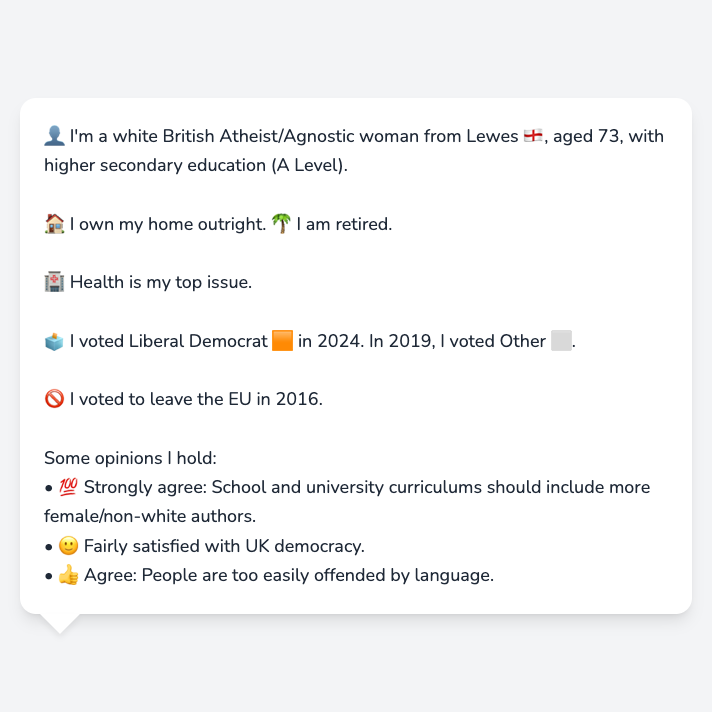 👤 I'm a white British Atheist/Agnostic woman from Lewes 🏴󠁧󠁢󠁥󠁮󠁧󠁿, aged 73, with
higher secondary education (A Level).
🏠 I own my home outright. 🌴 I am retired.
🏥 Health is my top issue.
🗳️ I voted Liberal Democrat 🟧 in 2024. In 2019, I voted Other ⬜.
🚫 I voted to leave the EU in 2016.
Some opinions I hold:
• 💯 Strongly agree: School and university curriculums should include more
female/non-white authors.
• 🙂 Fairly satisfied with UK democracy.
• 👍 Agree: People are too easily offended by language.